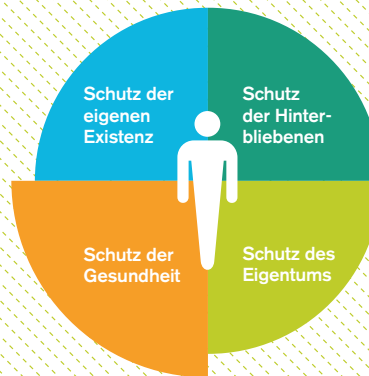 Schutz der
eigenen
Existenz
Schutz
der Hinter-
bliebenen
Schutz der
Gesundheit
Schutz des
Eigentums